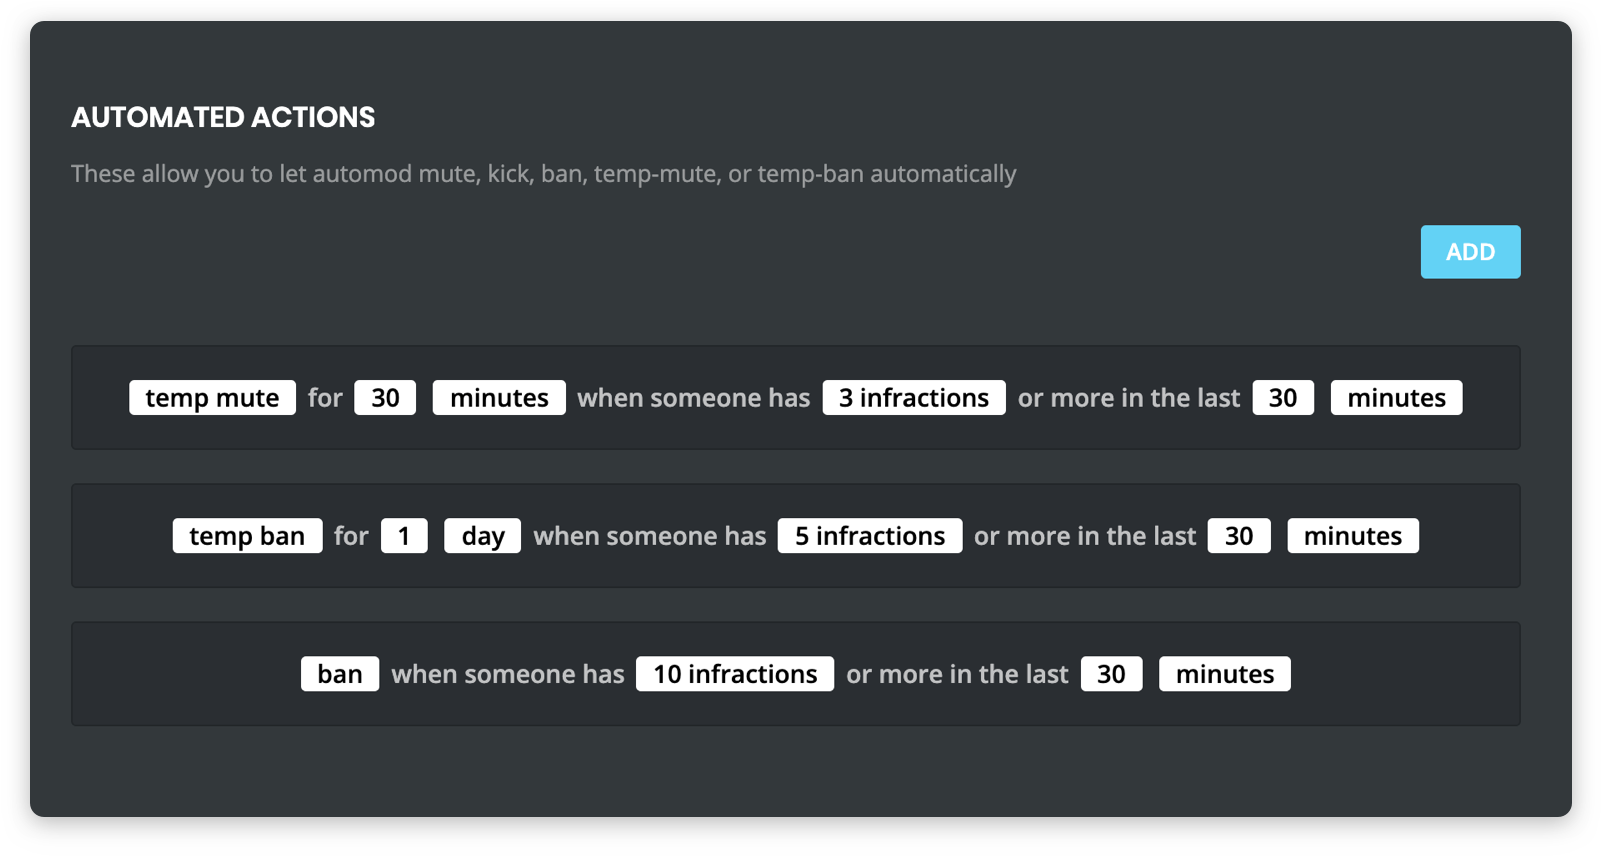 AUTOMATED ACTIONS
These allow you to let automod mute, kick, ban, temp-mute, or temp-ban automatically
ADD
temp mute for 30 minutes when someone has 3 infractions or more in the last 30 minutes
temp ban for 1 day when someone has 5 infractions or more in the last 30 minutes
ban when someone has 10 infractions or more in the last 30 minutes